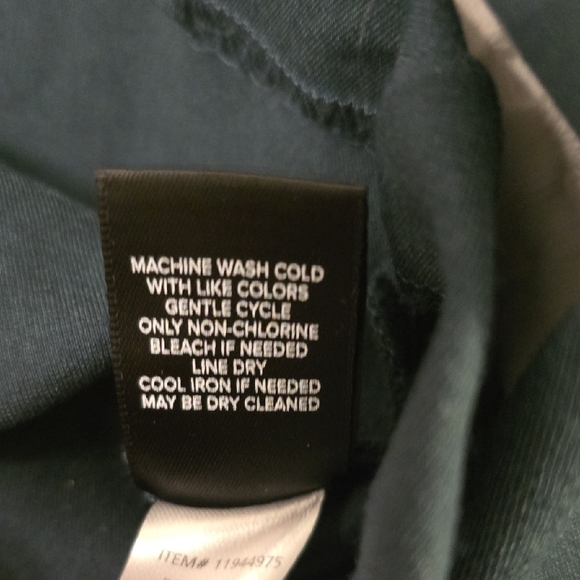 MACHINE WASH COLD
WITH LIKE COLORS
GENTLE CYCLE
ONLY NON-CHLORINE
BLEACH IF NEEDED
LINE DRY
COOL IRON IF NEEDED
MAY BE DRY CLEANED
ITEM# 11944975